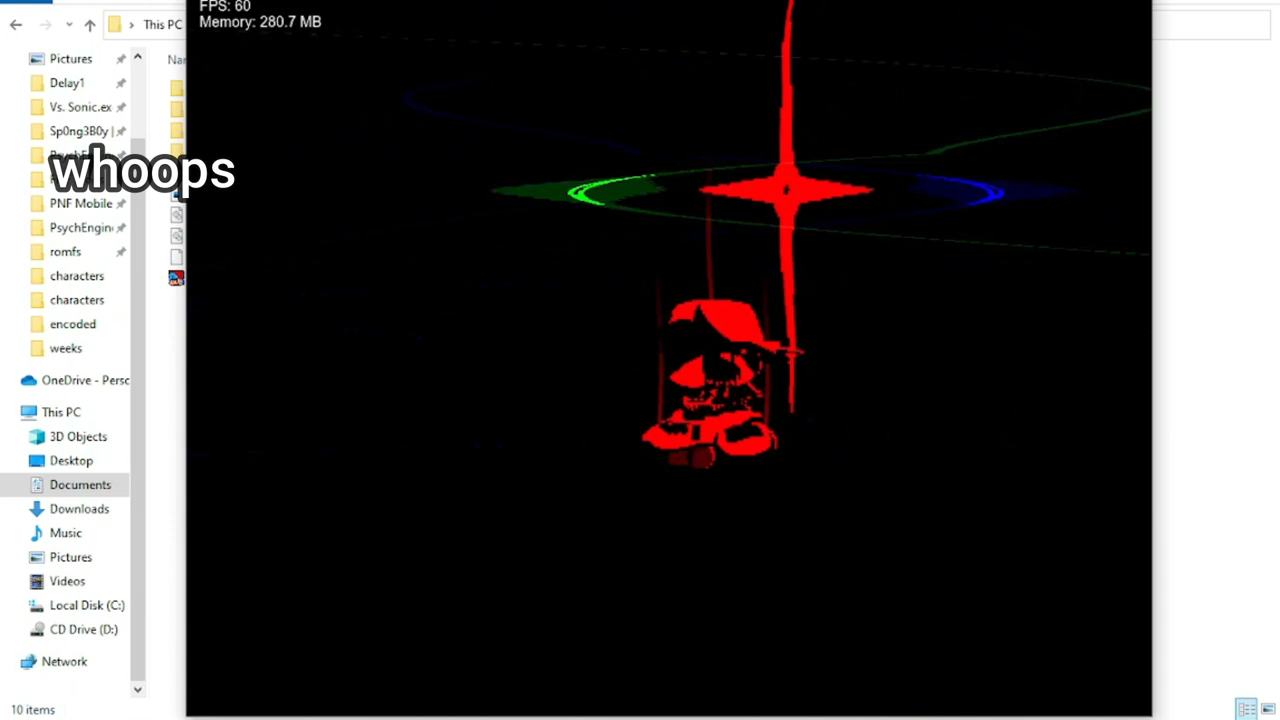 FPS: 60
Memory: 280.7 MB
This PC
Pictures
Delay1
Vs. Sonic.ex
Sp0ng3B0y |
whoops
PNF Mobile
PsychEngin
romfs
characters
characters
encoded
weeks
OneDrive - Perso
This PC
3D Objects
Desktop
Documents
Downloads
Music
Pictures
Videos
Local Disk (C:)
CD Drive (D:)
Network
10 items